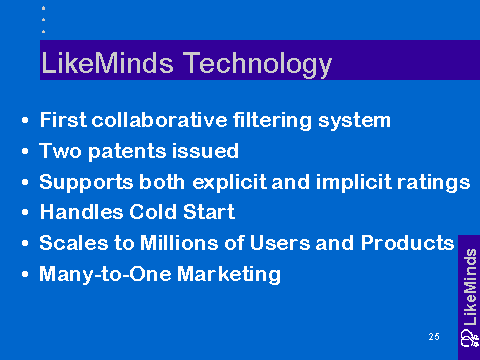 LikeMinds Technology
• First collaborative filtering system
• Two patents issued
• Supports both explicit and implicit ratings
• Handles Cold Start
• Scales to Millions of Users and Products
• Many-to-One Marketing
LikeMinds
25